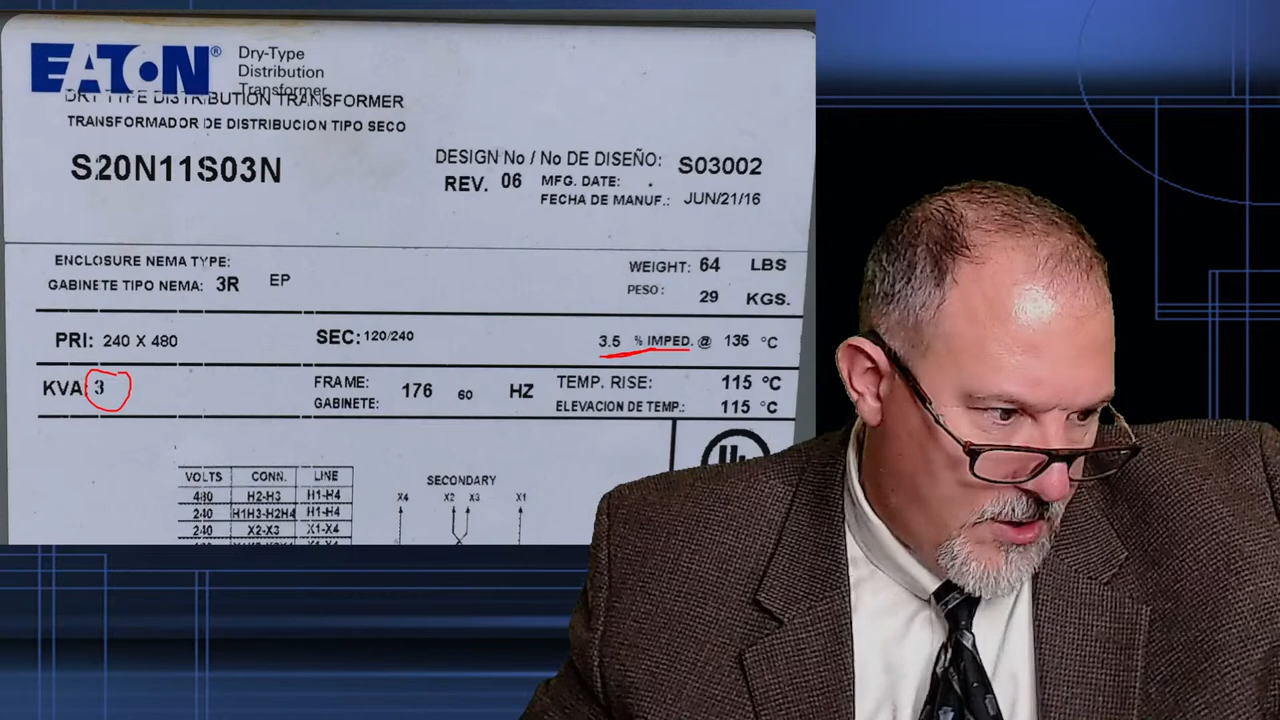 EATON® Dry-Type
Distribution
Transformer
DRY TYPE DISTRIBUTION TRANSFORMER
TRANSFORMADOR DE DISTRIBUCION TIPO SECO
S20N11S03N
DESIGN No / No DE DISEÑO: S03002
REV. 06 MFG. DATE:
FECHA DE MANUF.: JUN/21/16
ENCLOSURE NEMA TYPE:
GABINETE TIPO NEMA: 3R EP
WEIGHT: 64 LBS
PESO: 29 KGS.
PRI: 240 X 480 SEC: 120/240 3.5 % IMPED. @ 135 °C
KVA: 3 FRAME:
GABINETE: 176 60 HZ
TEMP. RISE: 115 °C
ELEVACION DE TEMP.: 115 °C
VOLTS CONN. LINE
480 H2-H3 H1-H4
240 H1H3-H2H4 H1-H4
240 X2-X3 X1-X4
SECONDARY
X4 X2 X3 X1
UL